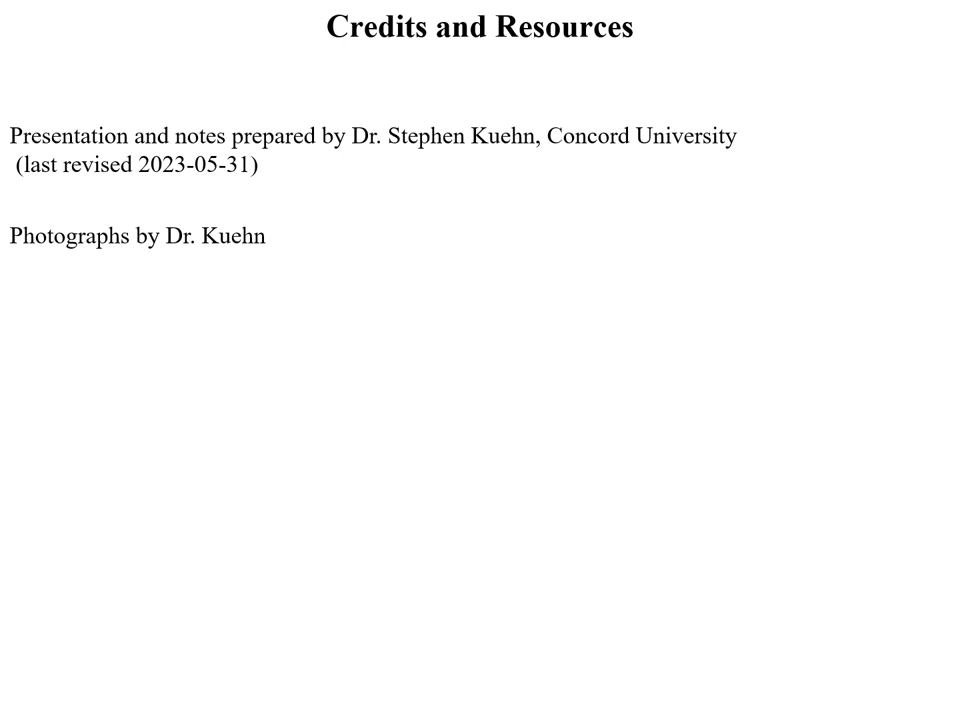 Credits and Resources
Presentation and notes prepared by Dr. Stephen Kuehn, Concord University
(last revised 2023-05-31)
Photographs by Dr. Kuehn